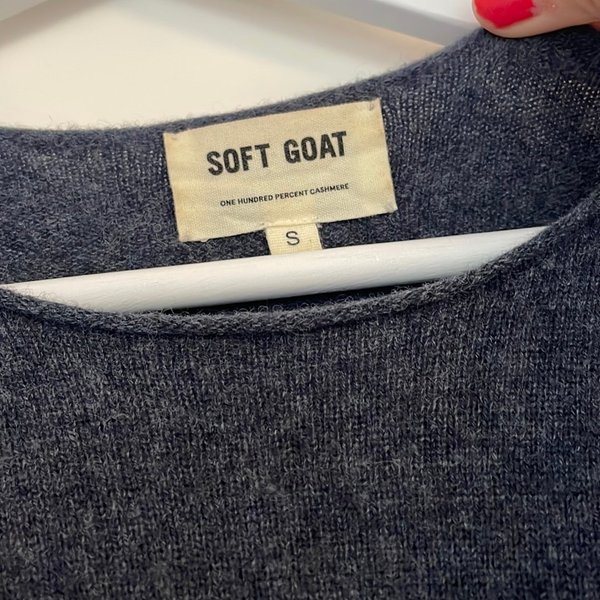 SOFT GOAT
ONE HUNDRED PERCENT CASHMERE
S